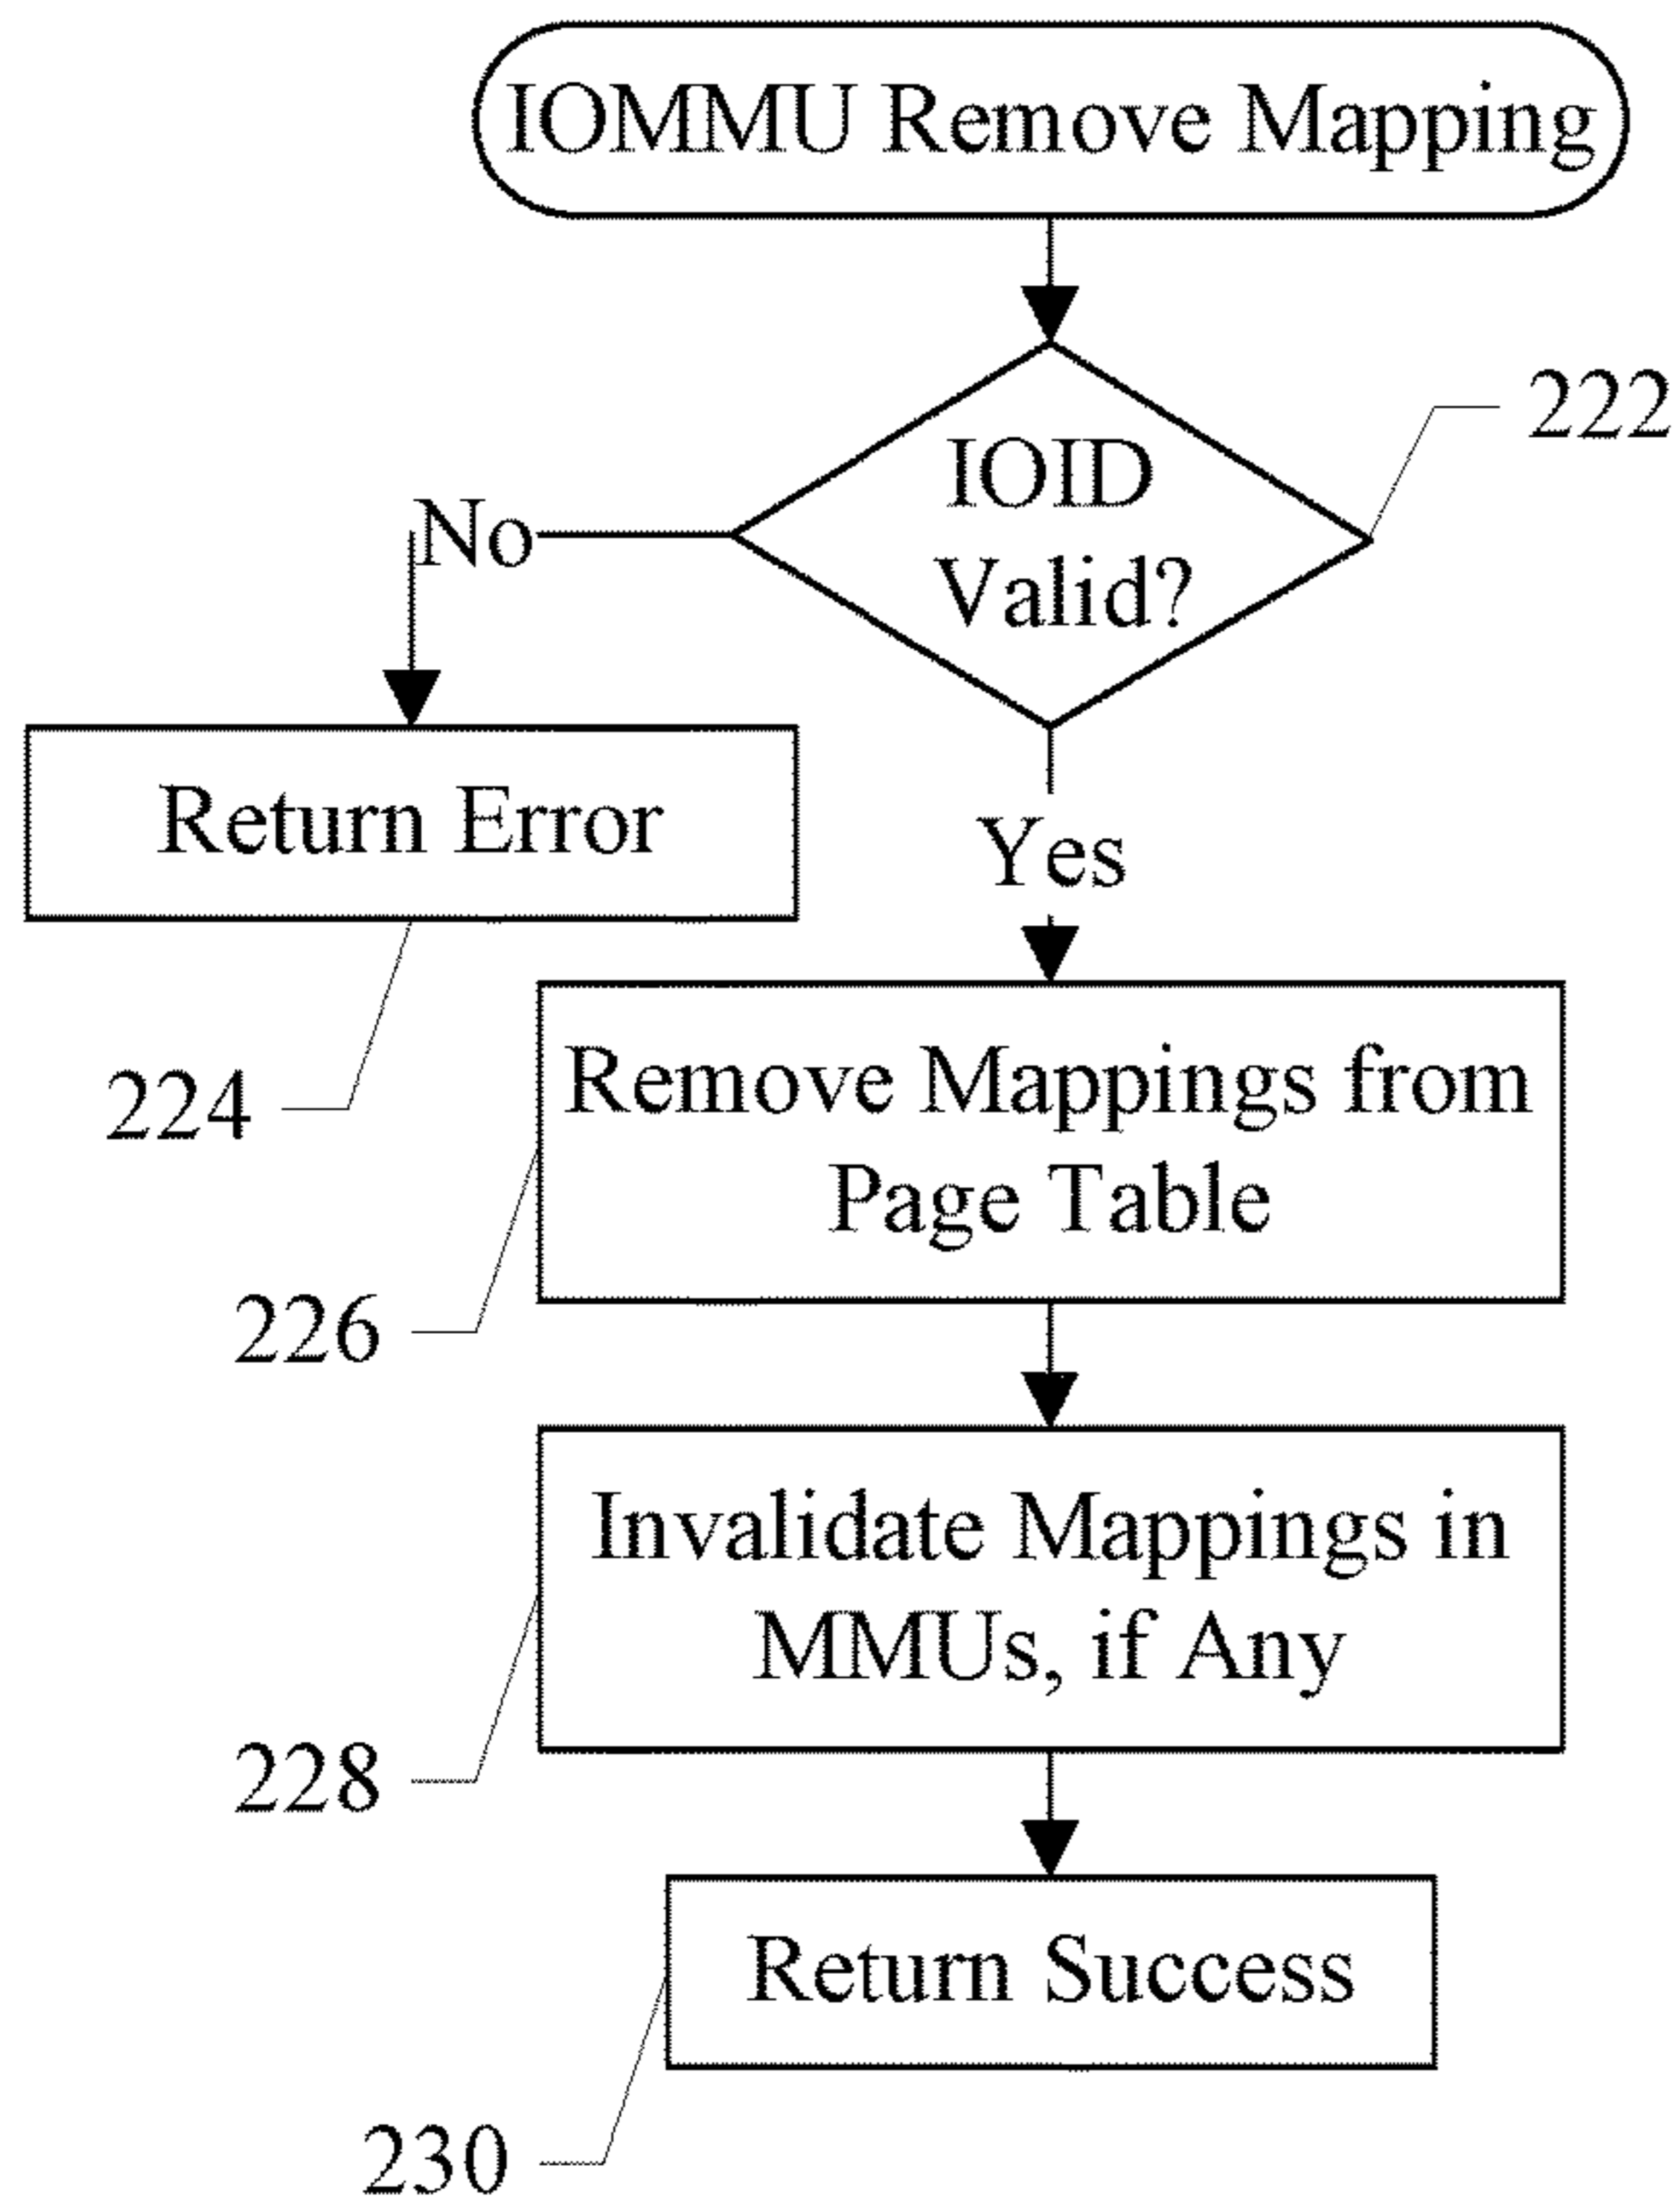 IOMMU Remove Mapping
222
IOID
Valid?
No
Return Error
Yes
224
Remove Mappings from
Page Table
226
Invalidate Mappings in
MMUs, if Any
228
Return Success
230